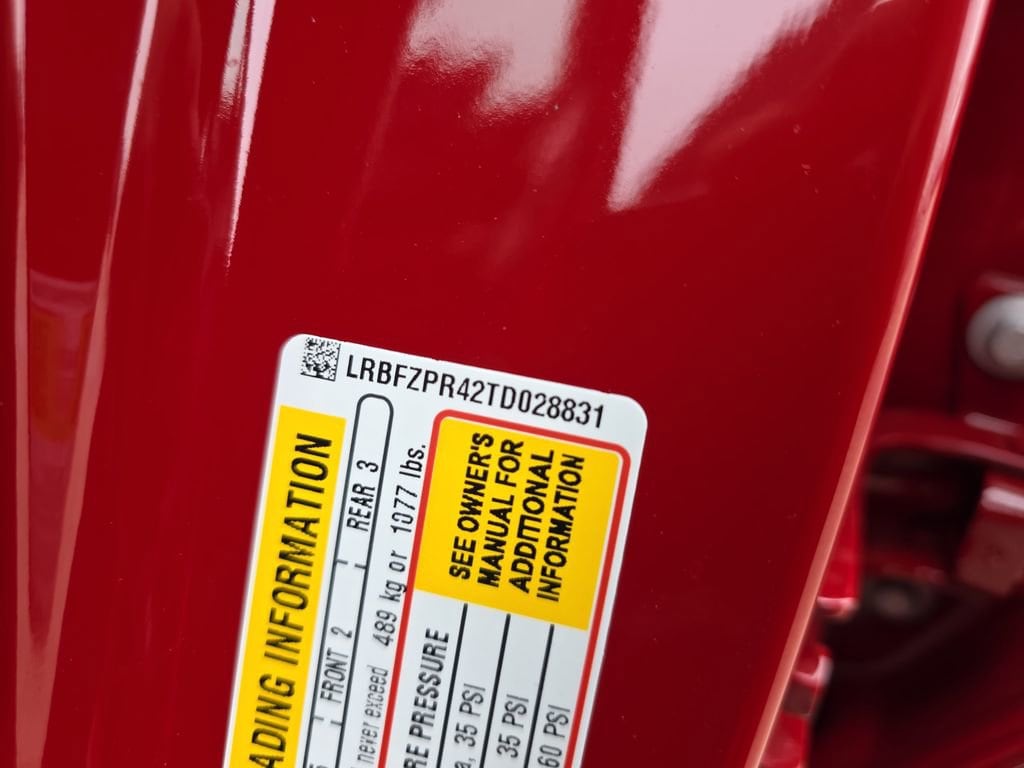 LRBFZPR42TD028831
ADING INFORMATION
FRONT 2 REAR 3
never exceed 489 kg or 1077 lbs.
RE PRESSURE
, 35 PSI
35 PSI
60 PSI
SEE OWNER'S
MANUAL FOR
ADDITIONAL
INFORMATION